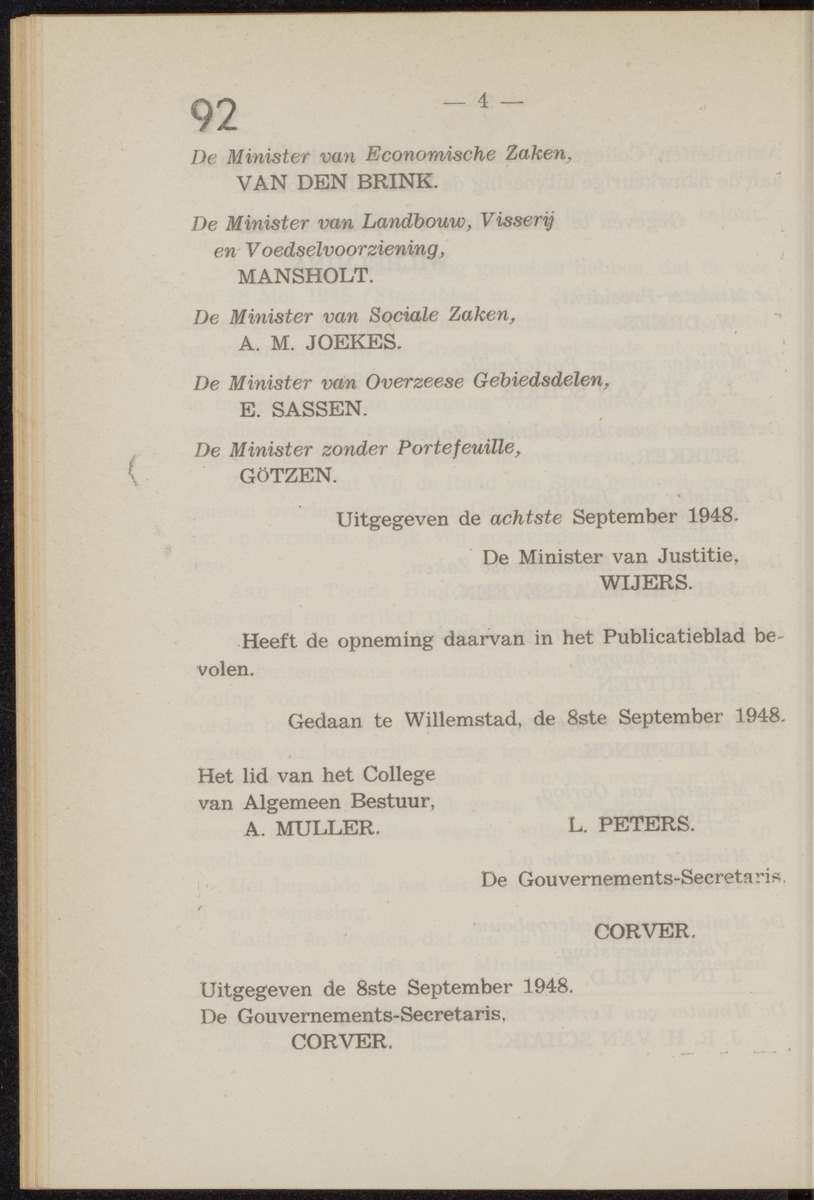 92
— 4 —
De Minister van Economische Zaken,
VAN DEN BRINK.
De Minister van Landbouw, Visserij
en Voedselvoorziening,
MANSHOLT.
De Minister van Sociale Zaken,
A. M. JOEKES.
De Minister van Overzeese Gebiedsdelen,
E. SASSEN.
De Minister zonder Portefeuille,
GÖTZEN.
Uitgegeven de achtste September 1948.
De Minister van Justitie,
WIJERS.
Heeft de opneming daarvan in het Publicatieblad be-
volen.
Gedaan te Willemstad, de 8ste September 1948.
Het lid van het College
van Algemeen Bestuur,
A. MULLER.
L. PETERS.
De Gouvernements-Secretaris.
CORVER.
Uitgegeven de 8ste September 1948.
De Gouvernements-Secretaris,
CORVER.